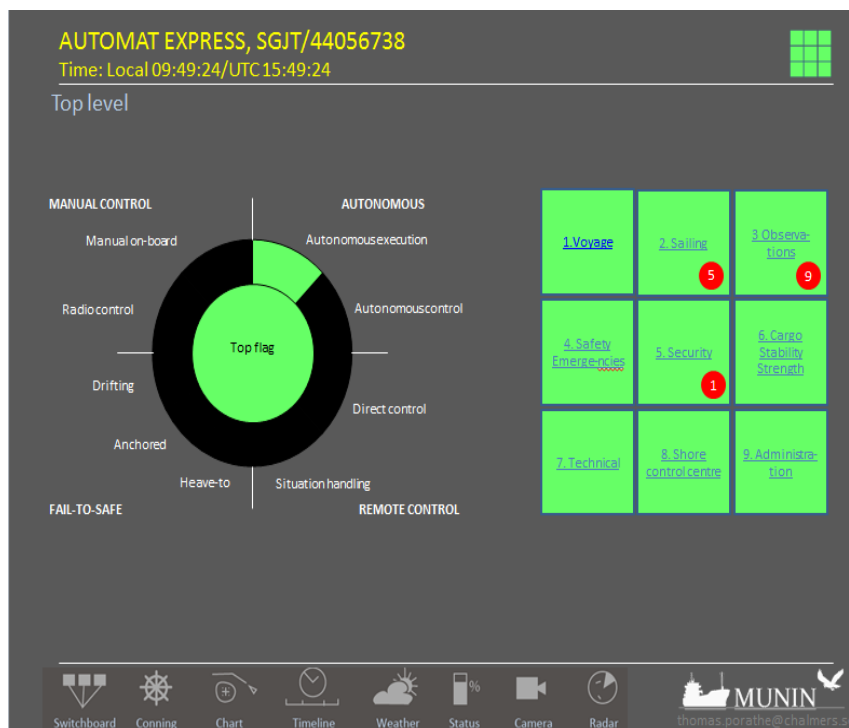 AUTOMAT EXPRESS, SGJT/44056738
Time: Local 09:49:24/UTC 15:49:24
Top level
MANUAL CONTROL
AUTONOMOUS
Manual on-board
Autonomous execution
Radio control
Autonomous control
Top flag
Drifting
Direct control
Anchored
Heave-to
Situation handling
FAIL-TO-SAFE
REMOTE CONTROL
1.Voyage
2. Sailing
5
3 Observa-
tions
9
4. Safety
Emerge-ncies
5. Security
1
6. Cargo
Stability
Strength
7. Technical
8. Shore
control centre
9. Administra-
tion
Switchboard
Conning
Chart
Timeline
Weather
%
Status
Camera
Radar
MUNIN
thomas.porathe@chalmers.s